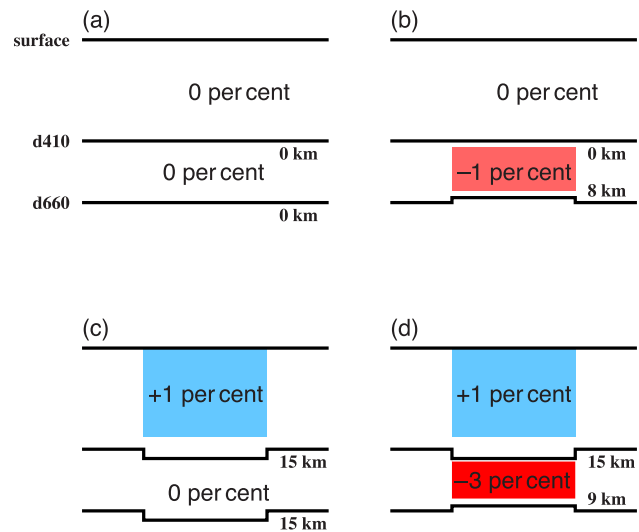 (a)
surface
0 per cent
d410
0 km
0 per cent
d660
0 km
(b)
0 per cent
0 km
−1 per cent
8 km
(c)
+1 per cent
15 km
0 per cent
15 km
(d)
+1 per cent
15 km
−3 per cent
9 km